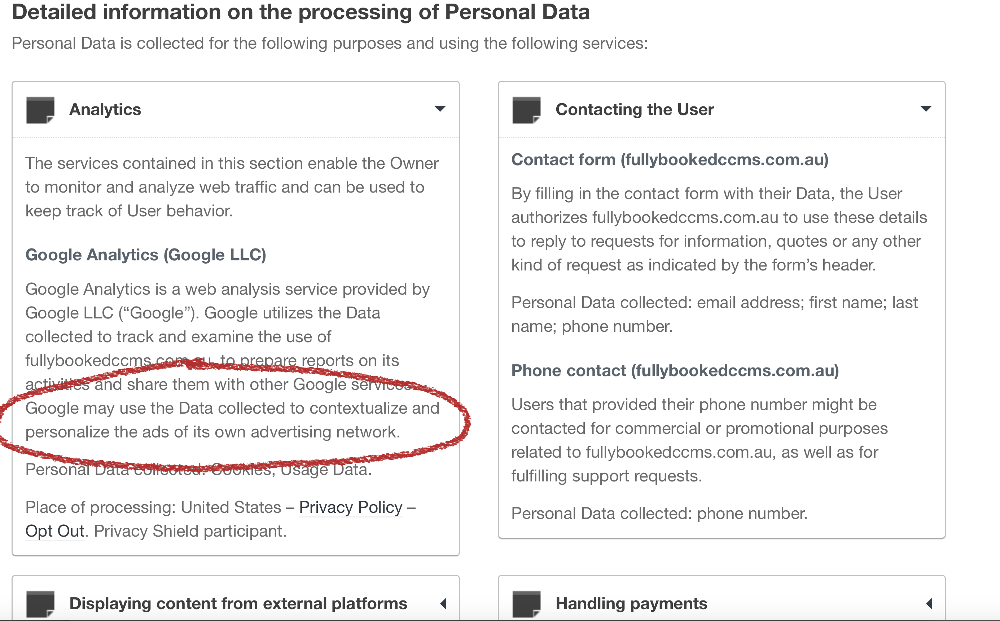 Detailed information on the processing of Personal Data
Personal Data is collected for the following purposes and using the following services:
Analytics
The services contained in this section enable the Owner
to monitor and analyze web traffic and can be used to
keep track of User behavior.
Google Analytics (Google LLC)
Google Analytics is a web analysis service provided by
Google LLC (“Google”). Google utilizes the Data
collected to track and examine the use of
fullybookedccms.com.au, to prepare reports on its
activities and share them with other Google services.
Google may use the Data collected to contextualize and
personalize the ads of its own advertising network.
Personal Data collected: Cookies; Usage Data.
Place of processing: United States – Privacy Policy –
Opt Out. Privacy Shield participant.
Contacting the User
Contact form (fullybookedccms.com.au)
By filling in the contact form with their Data, the User
authorizes fullybookedccms.com.au to use these details
to reply to requests for information, quotes or any other
kind of request as indicated by the form’s header.
Personal Data collected: email address; first name; last
name; phone number.
Phone contact (fullybookedccms.com.au)
Users that provided their phone number might be
contacted for commercial or promotional purposes
related to fullybookedccms.com.au, as well as for
fulfilling support requests.
Personal Data collected: phone number.
Displaying content from external platforms
Handling payments